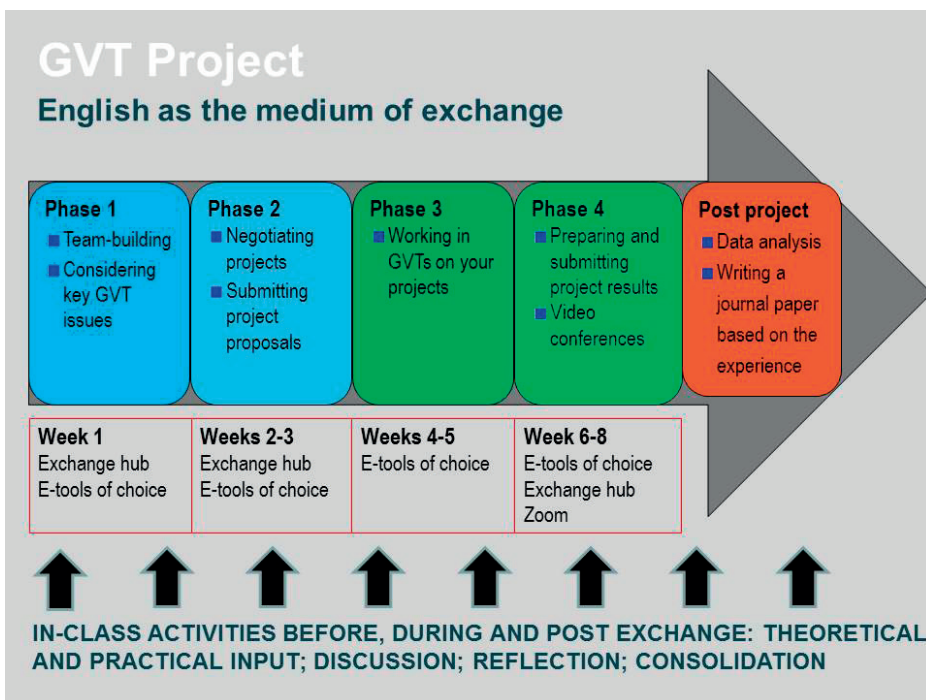 GVT Project
English as the medium of exchange
Phase 1
Team-building
Considering
key GVT
issues
Phase 2
Negotiating
projects
Submitting
project
proposals
Phase 3
Working in
GVTs on your
projects
Phase 4
Preparing and
submitting
project results
Video
conferences
Post project
Data analysis
Writing a
journal paper
based on the
experience
Week 1
Exchange hub
E-tools of choice
Weeks 2-3
Exchange hub
E-tools of choice
Weeks 4-5
E-tools of choice
Week 6-8
E-tools of choice
Exchange hub
Zoom
IN-CLASS ACTIVITIES BEFORE, DURING AND POST EXCHANGE: THEORETICAL
AND PRACTICAL INPUT; DISCUSSION; REFLECTION; CONSOLIDATION